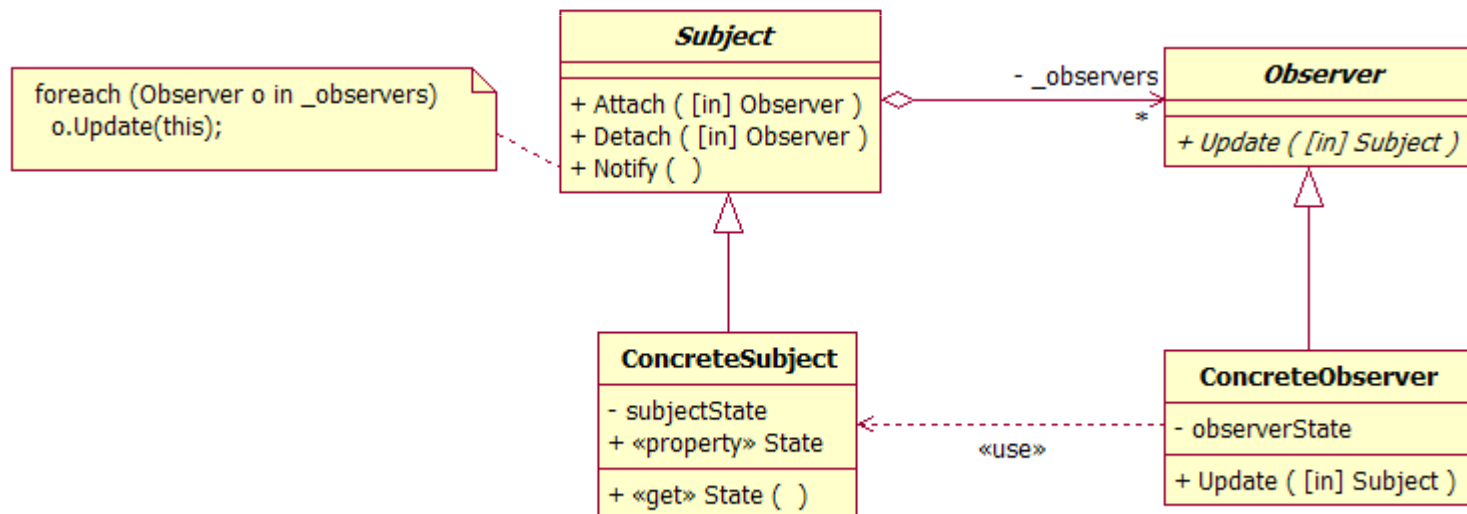 Subject
+ Attach ( [in] Observer )
+ Detach ( [in] Observer )
+ Notify (  )
foreach (Observer o in _observers)
o.Update(this);
- _observers
*
Observer
+ Update ( [in] Subject )
ConcreteSubject
- subjectState
+ «property» State
+ «get» State (  )
«use»
ConcreteObserver
- observerState
+ Update ( [in] Subject )